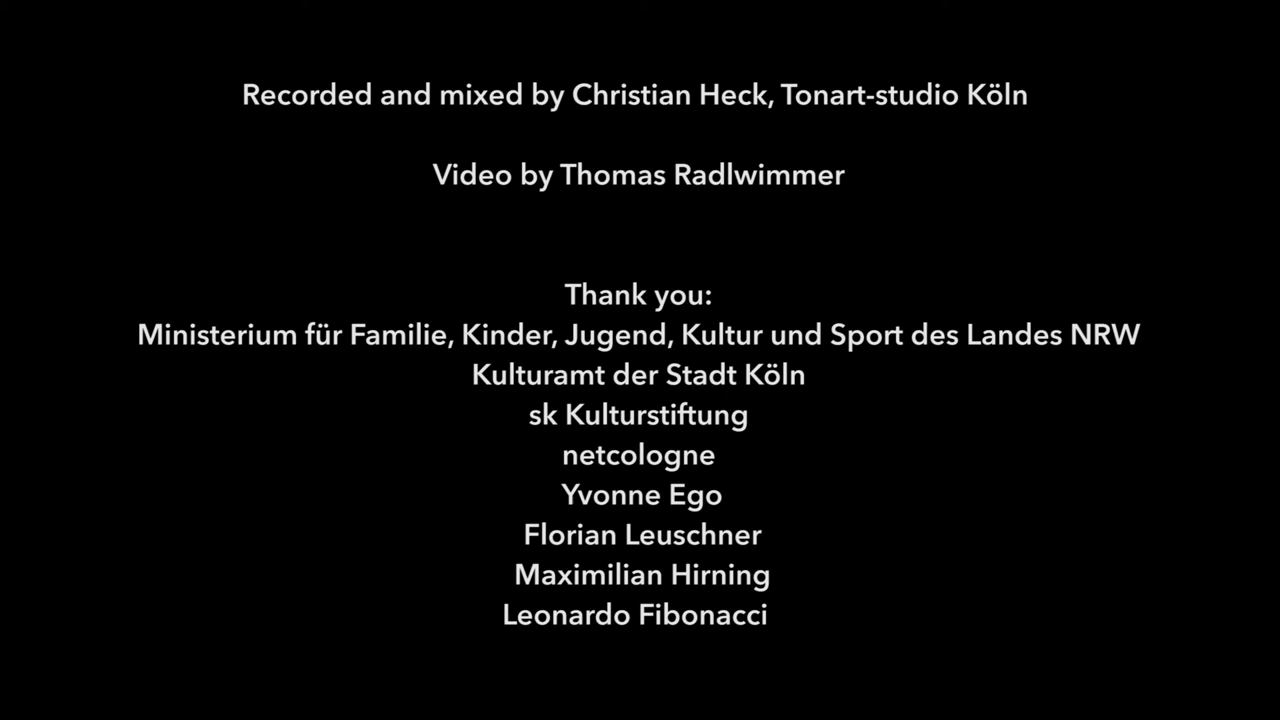 Recorded and mixed by Christian Heck, Tonart-studio Köln
Video by Thomas Radlwimmer
Thank you:
Ministerium für Familie, Kinder, Jugend, Kultur und Sport des Landes NRW
Kulturamt der Stadt Köln
sk Kulturstiftung
netcologne
Yvonne Ego
Florian Leuschner
Maximilian Hirning
Leonardo Fibonacci